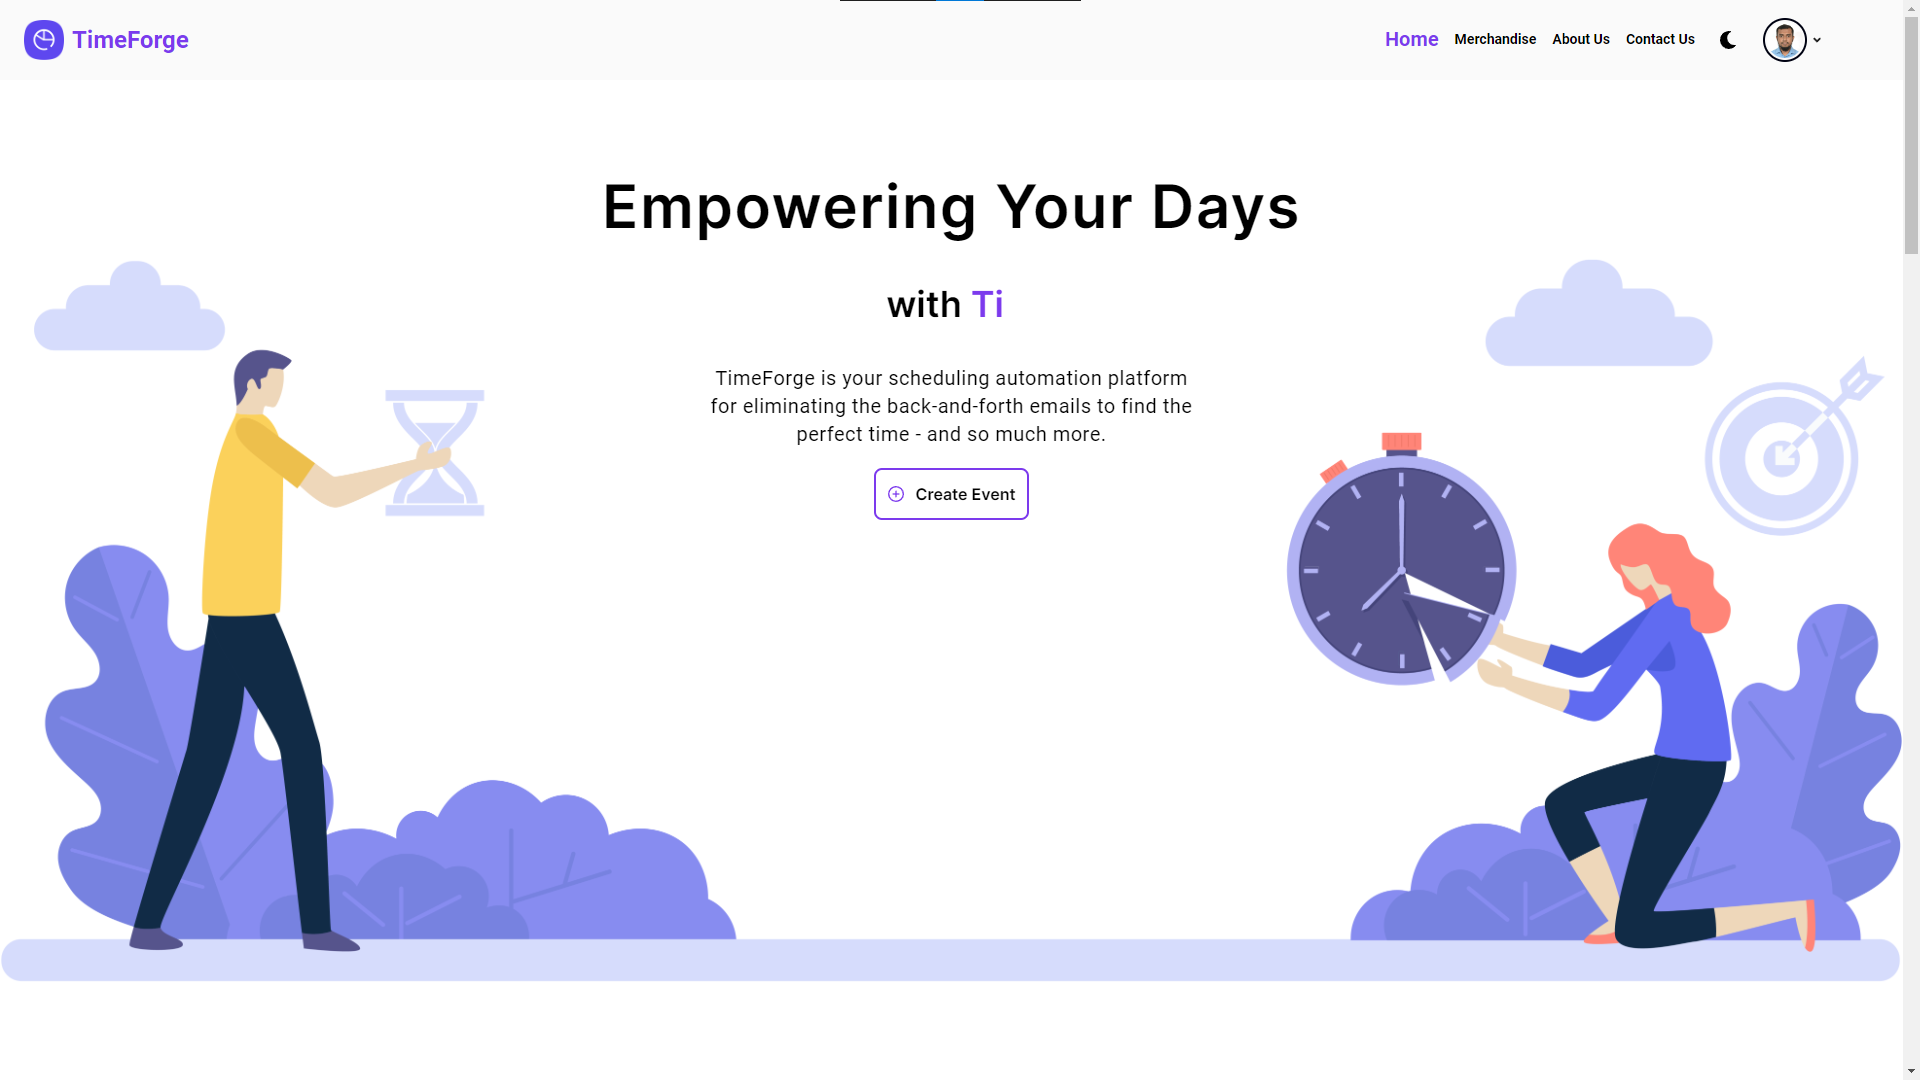 TimeForge
Home Merchandise About Us Contact Us
Empowering Your Days
with Ti
TimeForge is your scheduling automation platform
for eliminating the back-and-forth emails to find the
perfect time - and so much more.
Create Event